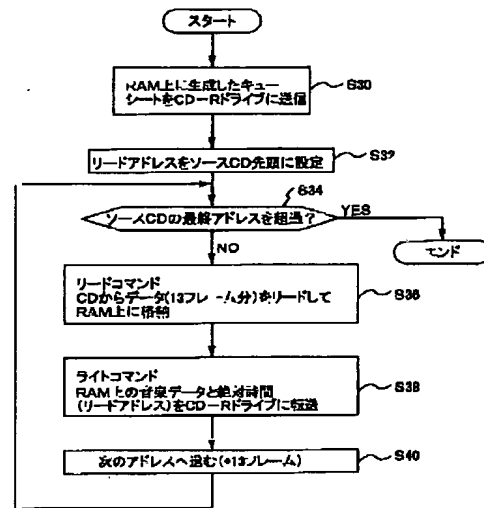 スタート
RAM上に生成したキュー
シートをCD－Rドライブに送信
S30
リードアドレスをソースCD先頭に設定
S32
S34
ソースCDの最終アドレスを超過？
YES
エンド
NO
リードコマンド
CDからデータ(13フレーム分)をリードして
RAM上に格納
S36
ライトコマンド
RAM上の音楽データと絶対時間
(リードアドレス)をCD－Rドライブに転送
S38
次のアドレスへ進む(+13フレーム)
S40